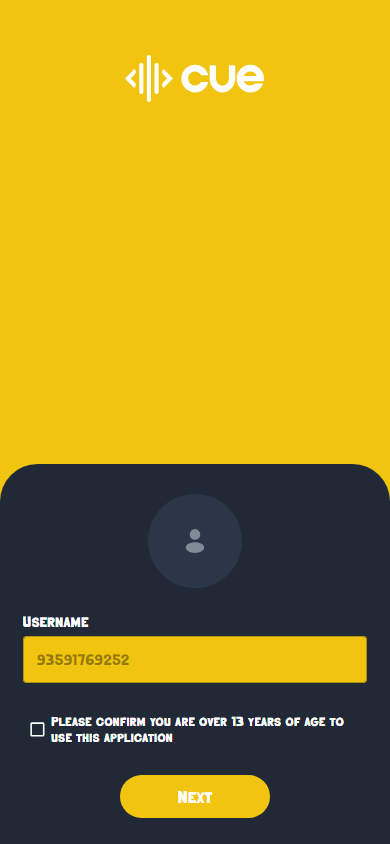 cue
Username
93591769252
Please confirm you are over 13 years of age to
use this application
Next